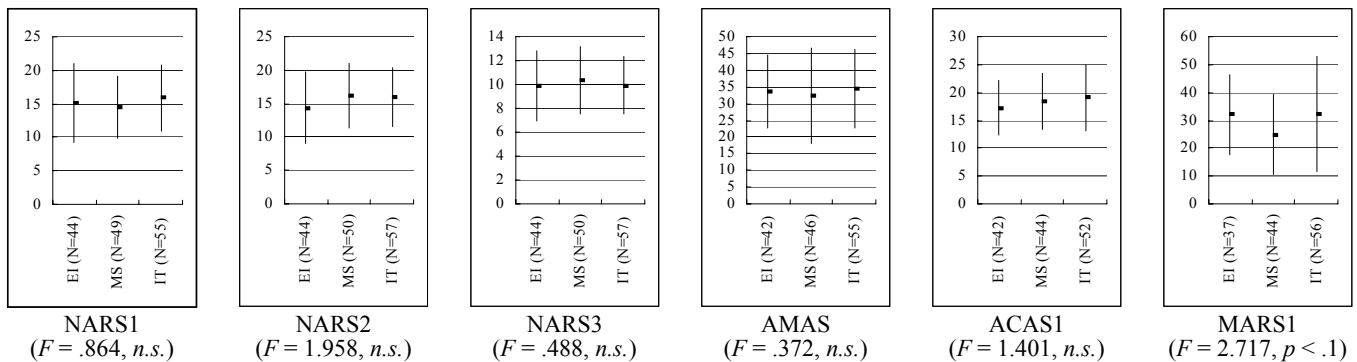 25
20
15
10
5
0
EI (N=44)
MS (N=49)
IT (N=55)
NARS1
(F = .864, n.s.)
25
20
15
10
5
0
EI (N=44)
MS (N=50)
IT (N=57)
NARS2
(F = 1.958, n.s.)
14
12
10
8
6
4
2
0
EI (N=44)
MS (N=50)
IT (N=57)
NARS3
(F = .488, n.s.)
50
45
40
35
30
25
20
15
10
5
0
EI (N=42)
MS (N=46)
IT (N=55)
AMAS
(F = .372, n.s.)
30
25
20
15
10
5
0
EI (N=42)
MS (N=44)
IT (N=52)
ACAS1
(F = 1.401, n.s.)
60
50
40
30
20
10
0
EI (N=37)
MS (N=44)
IT (N=56)
MARS1
(F = 2.717, p < .1)